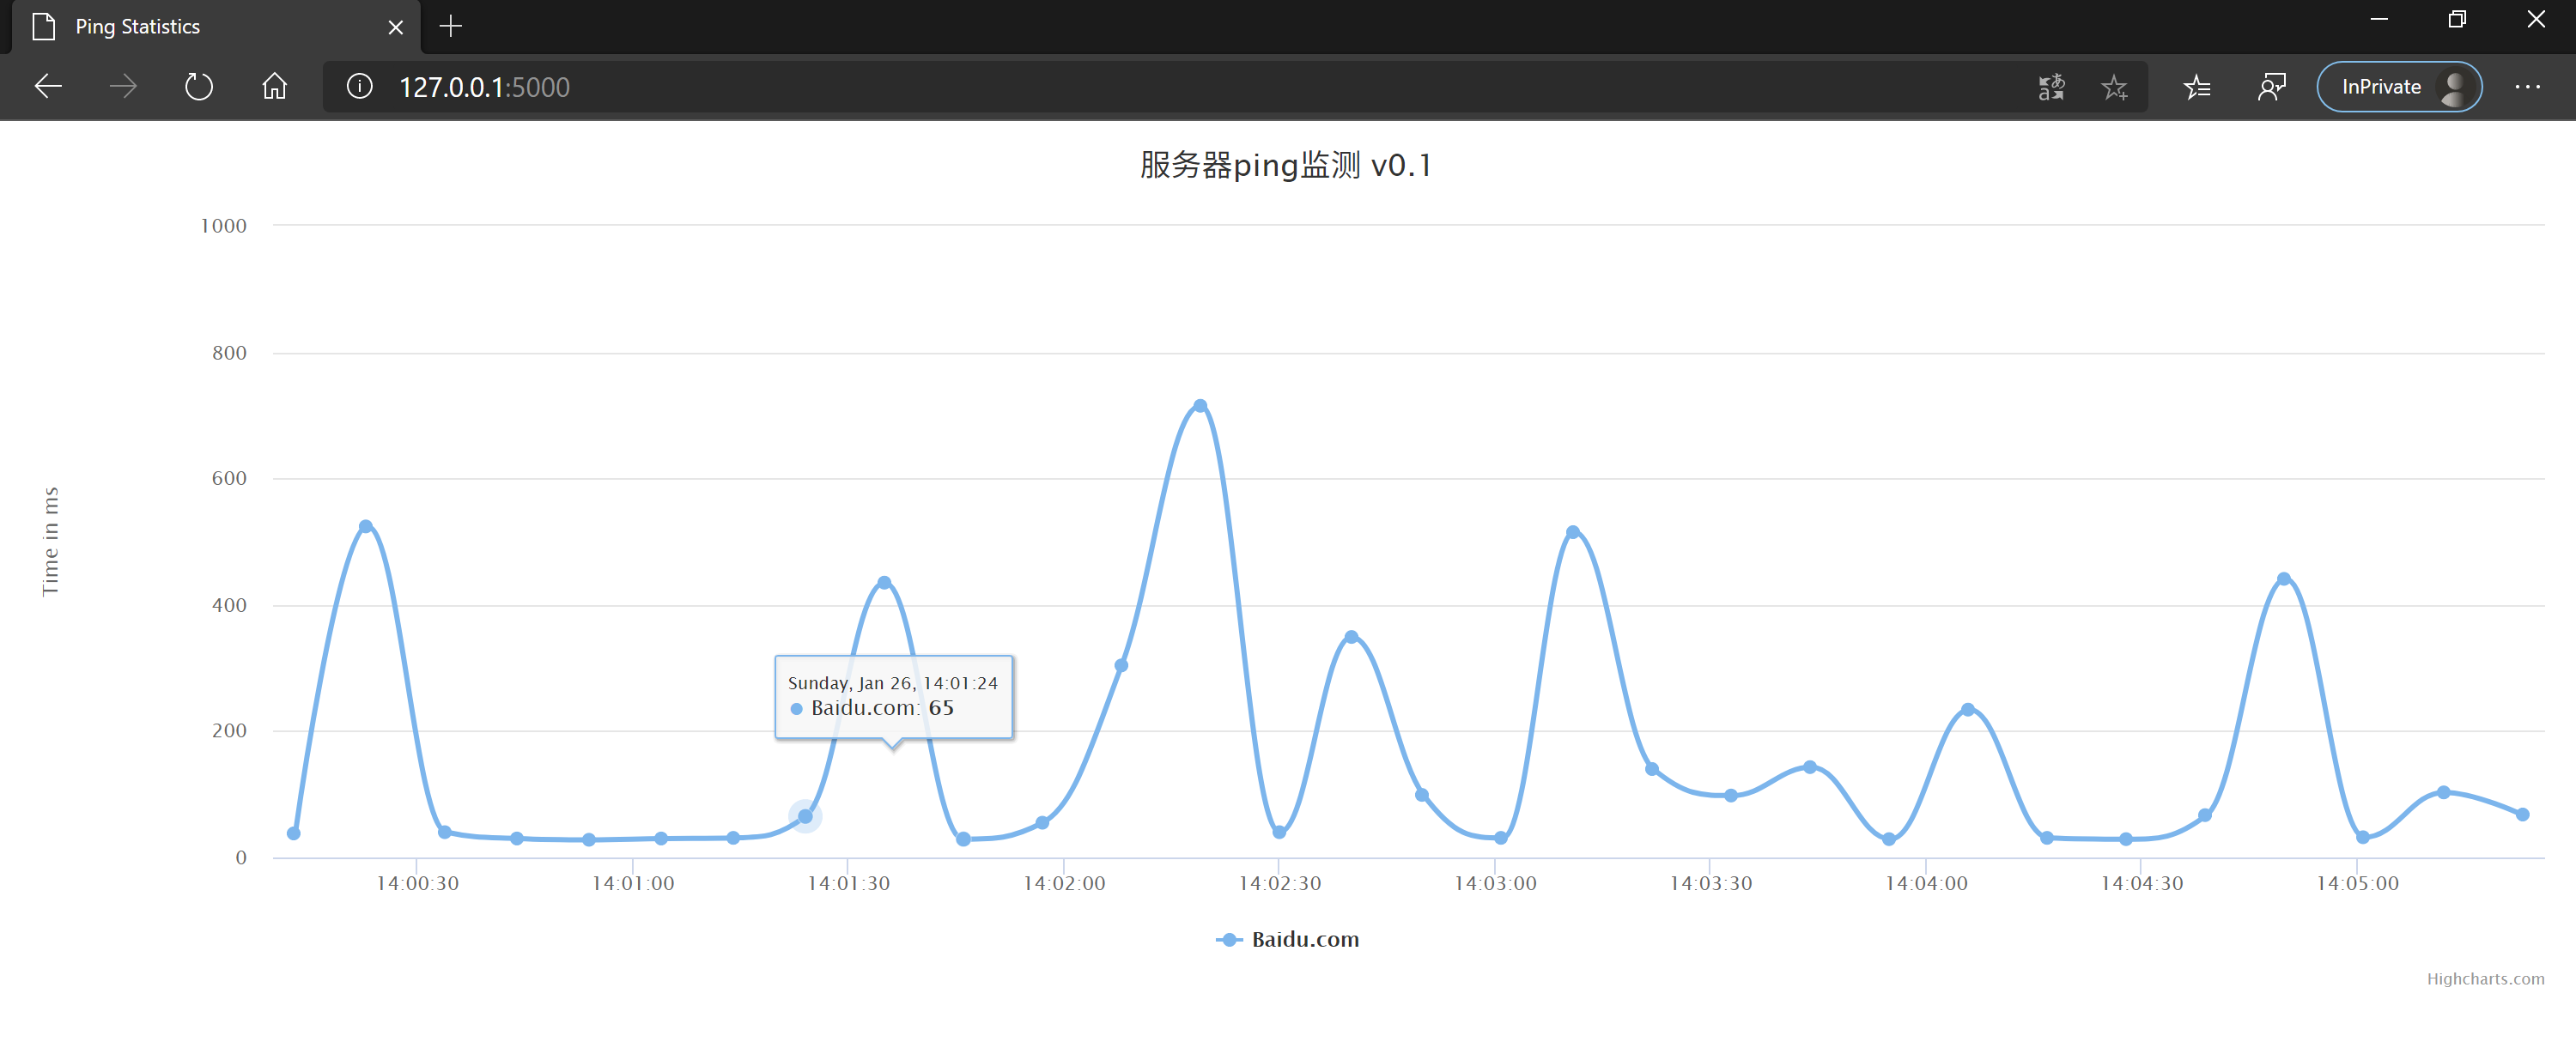 Ping Statistics
127.0.0.1:5000
InPrivate
服务器ping监测 v0.1
1000
800
600
400
200
0
Time in ms
Sunday, Jan 26, 14:01:24
Baidu.com: 65
14:00:30 14:01:00 14:01:30 14:02:00 14:02:30 14:03:00 14:03:30 14:04:00 14:04:30 14:05:00
Baidu.com
Highcharts.com